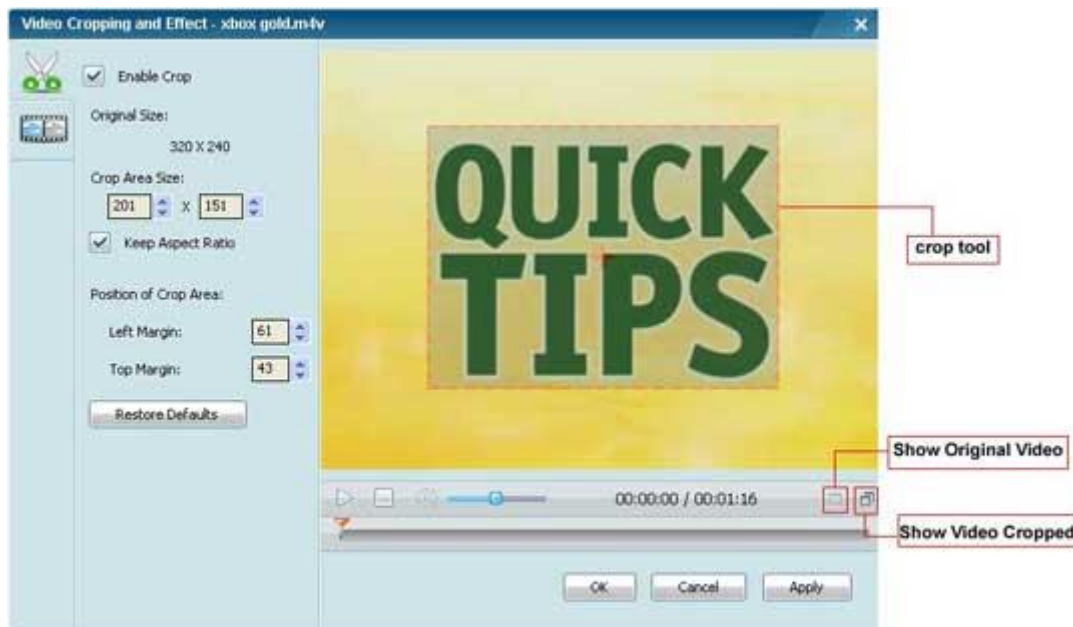 Video Cropping and Effect - xbox gold.m4v
Enable Crop
Original Size:
320 X 240
Crop Area Size:
201 X 151
Keep Aspect Ratio
Position of Crop Area:
Left Margin: 61
Top Margin: 43
Restore Defaults
QUICK
TIPS
crop tool
Show Original Video
00:00:00 / 00:01:16
Show Video Cropped
OK Cancel Apply